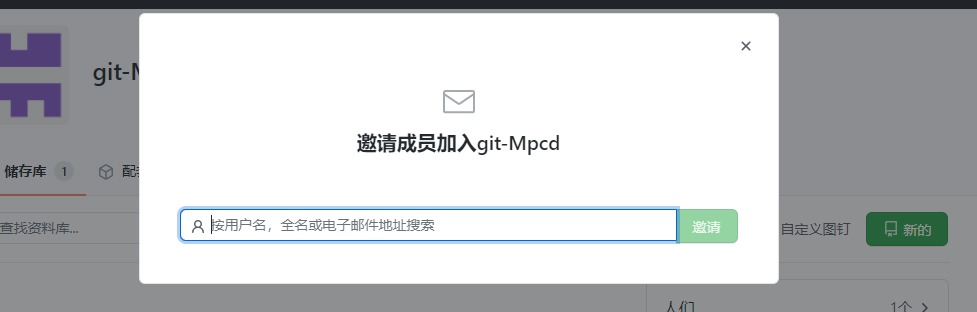 git-M
邀请成员加入git-Mpcd
储存库 1
按用户名，全名或电子邮件地址搜索
邀请
查找资料库...
自定义图钉
新的
人们
1个